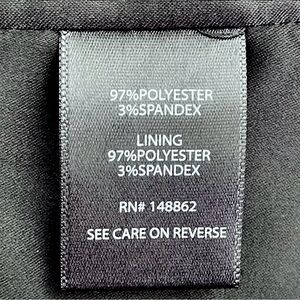 97%POLYESTER
3%SPANDEX
LINING
97%POLYESTER
3%SPANDEX
RN# 148862
SEE CARE ON REVERSE